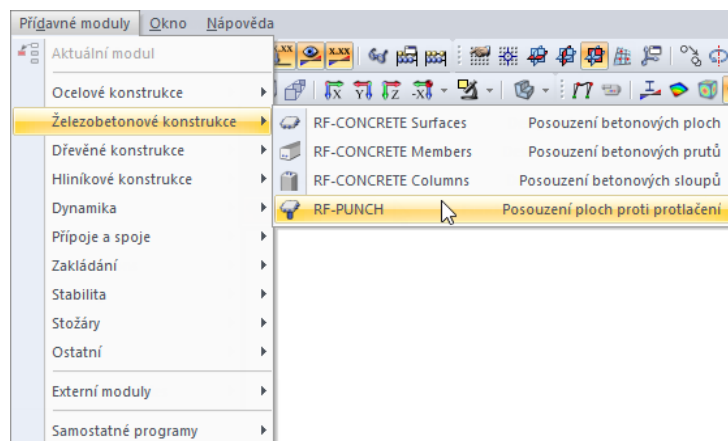 Přídavné moduly Okno Nápověda
Aktuální modul
Ocelové konstrukce
Železobetonové konstrukce
RF-CONCRETE Surfaces Posouzení betonových ploch
Dřevěné konstrukce
RF-CONCRETE Members Posouzení betonových prutů
Hliníkové konstrukce
RF-CONCRETE Columns Posouzení betonových sloupů
Dynamika
RF-PUNCH Posouzení ploch proti protlačení
Přípoje a spoje
Zakládání
Stabilita
Stožáry
Ostatní
Externí moduly
Samostatné programy